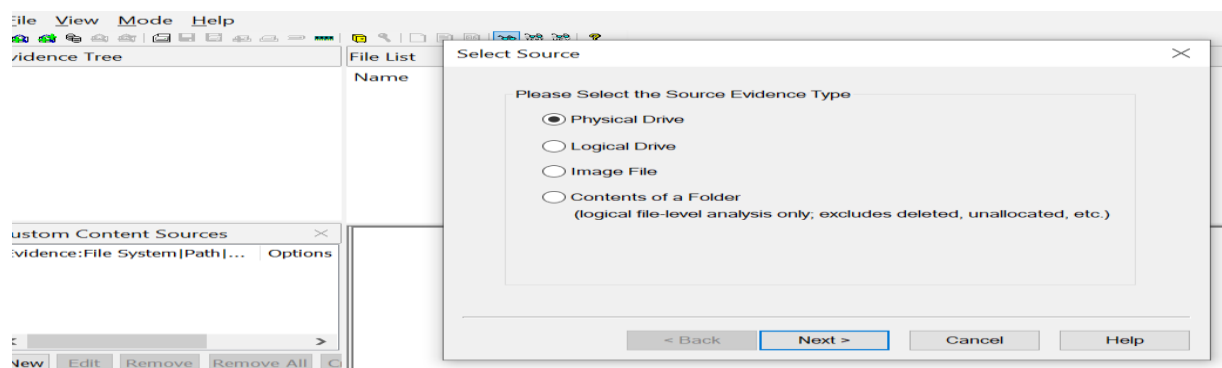 File View Mode Help
vidence Tree
File List
Name
Select Source
Please Select the Source Evidence Type
Physical Drive
Logical Drive
Image File
Contents of a Folder
(logical file-level analysis only; excludes deleted, unallocated, etc.)
ustom Content Sources
vidence:File System|Path|... Options
New Edit Remove Remove All C
< Back Next > Cancel Help